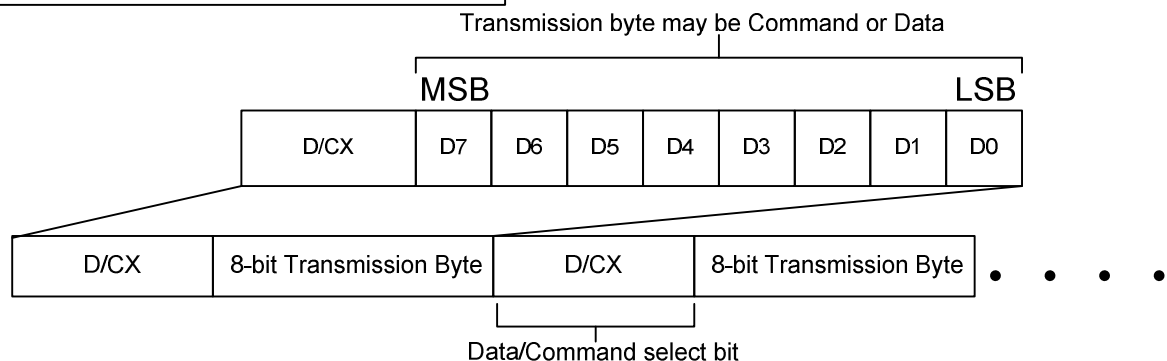 Transmission byte may be Command or Data
MSB LSB
D/CX D7 D6 D5 D4 D3 D2 D1 D0
D/CX 8-bit Transmission Byte D/CX 8-bit Transmission Byte
Data/Command select bit